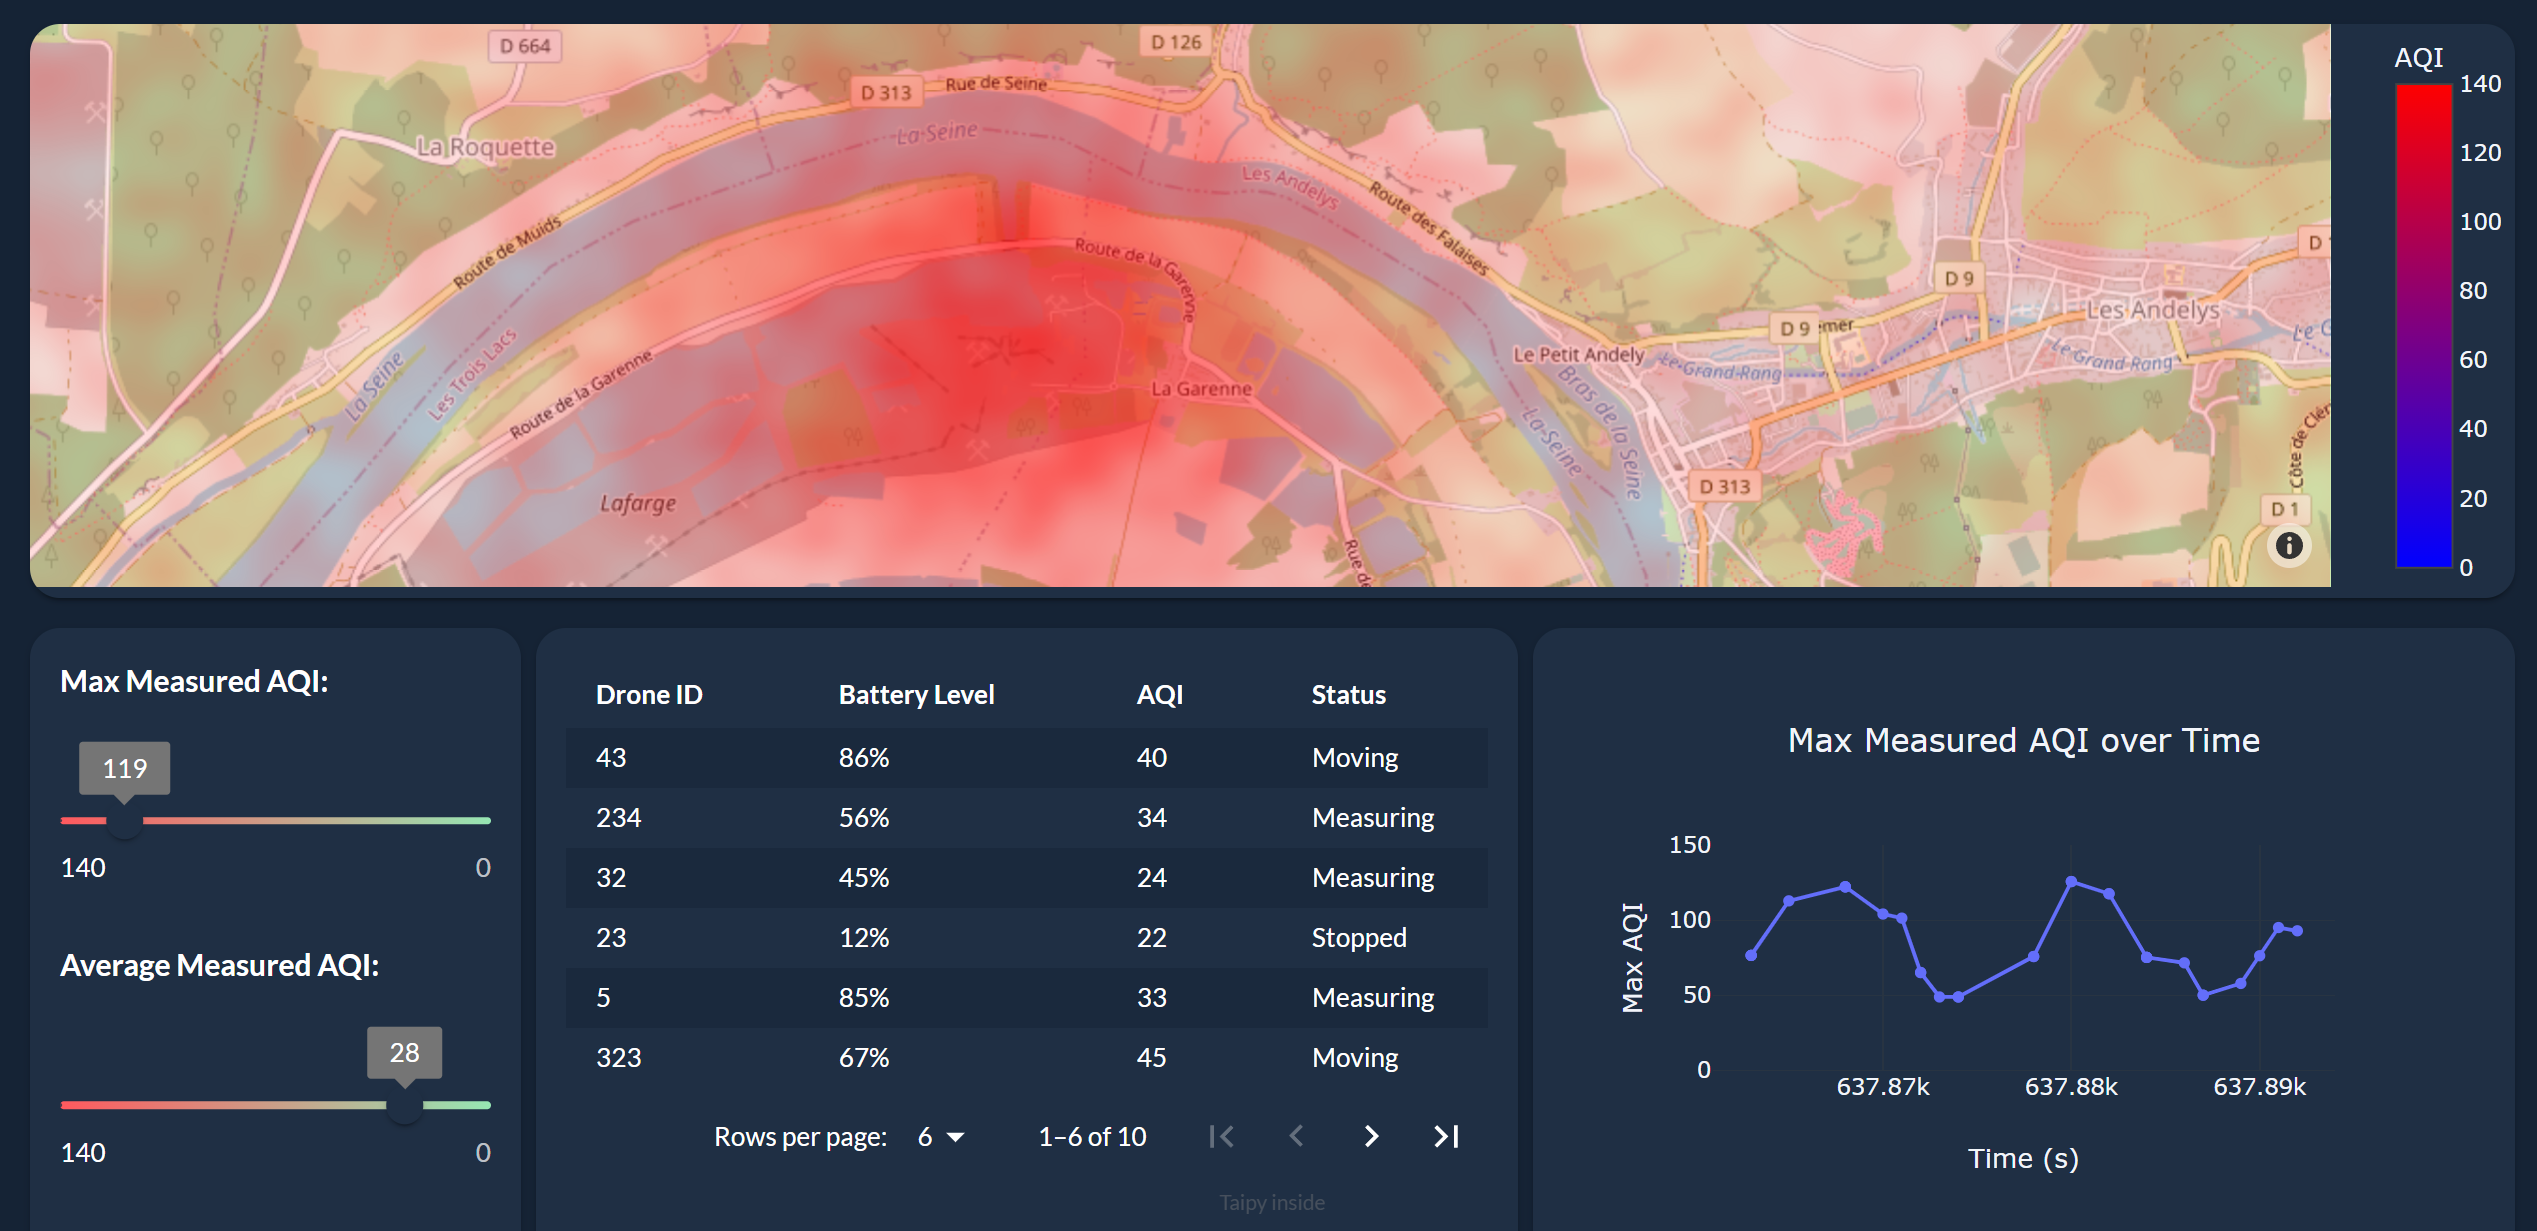 D 664
D 126
AQI
D 313
Rue de Seine
140
La Seine
La Roquette
120
Les Andelys
Route des Falaises
100
Route de Muids
Route de la Garenne
D
D 9
80
La Seine
Les Trois Lacs
Route de la Garenne
D 9
Les Andelys
Le Petit Andely
Le Grand Rang
Le Grand Rang
60
La Garenne
Bras de la Seine
La Seine
40
Lafarge
D 313
D 1
20
0
Max Measured AQI:
119
140 0
Average Measured AQI:
28
140 0
Drone ID Battery Level AQI Status
43 86% 40 Moving
234 56% 34 Measuring
32 45% 24 Measuring
23 12% 22 Stopped
5 85% 33 Measuring
323 67% 45 Moving
Rows per page: 6 1–6 of 10
Taipy inside
Max Measured AQI over Time
Max AQI
150
100
50
0
637.87k 637.88k 637.89k
Time (s)